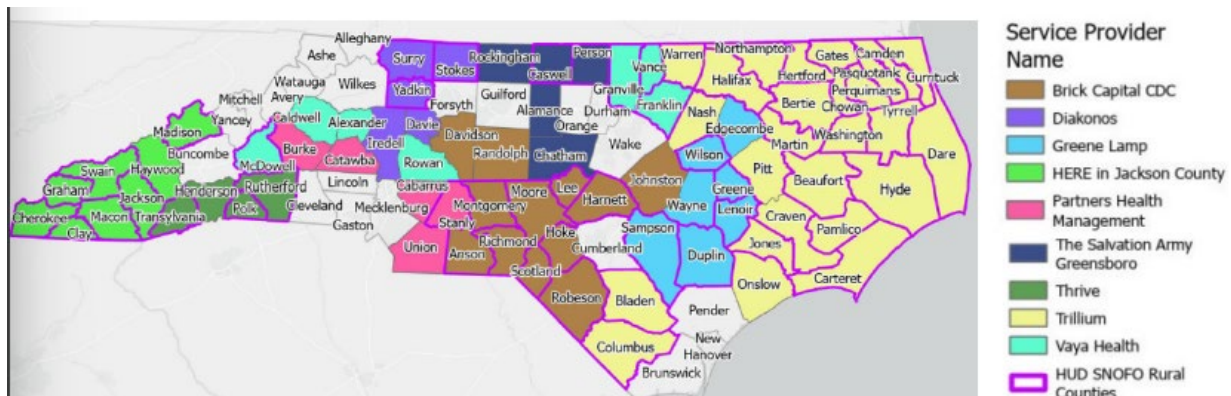 Alleghany
Ashe
Surry
Stokes
Rockingham
Caswell
Person
Vance
Warren
Northampton
Gates
Camden
Currituck
Pasquotank
Perquimans
Hertford
Halifax
Granville
Watauga
Wilkes
Yadkin
Forsyth
Guilford
Alamance
Orange
Durham
Franklin
Nash
Bertie
Chowan
Tyrrell
Mitchell
Avery
Yancey
Caldwell
Alexander
Davie
Iredell
Davidson
Randolph
Chatham
Wake
Edgecombe
Martin
Washington
Dare
Madison
Buncombe
McDowell
Burke
Catawba
Rowan
Wilson
Pitt
Beaufort
Hyde
Swain
Haywood
Graham
Jackson
Henderson
Rutherford
Lincoln
Cabarrus
Moore
Lee
Harnett
Johnston
Greene
Wayne
Lenoir
Craven
Pamlico
Cherokee
Macon
Clay
Transylvania
Polk
Cleveland
Gaston
Mecklenburg
Stanly
Montgomery
Union
Anson
Richmond
Hoke
Scotland
Cumberland
Sampson
Duplin
Jones
Carteret
Onslow
Robeson
Bladen
Pender
Columbus
New
Hanover
Brunswick
Service Provider
Name
Brick Capital CDC
Diakonos
Greene Lamp
HERE in Jackson County
Partners Health
Management
The Salvation Army
Greensboro
Thrive
Trillium
Vaya Health
HUD SNOFO Rural
Counties